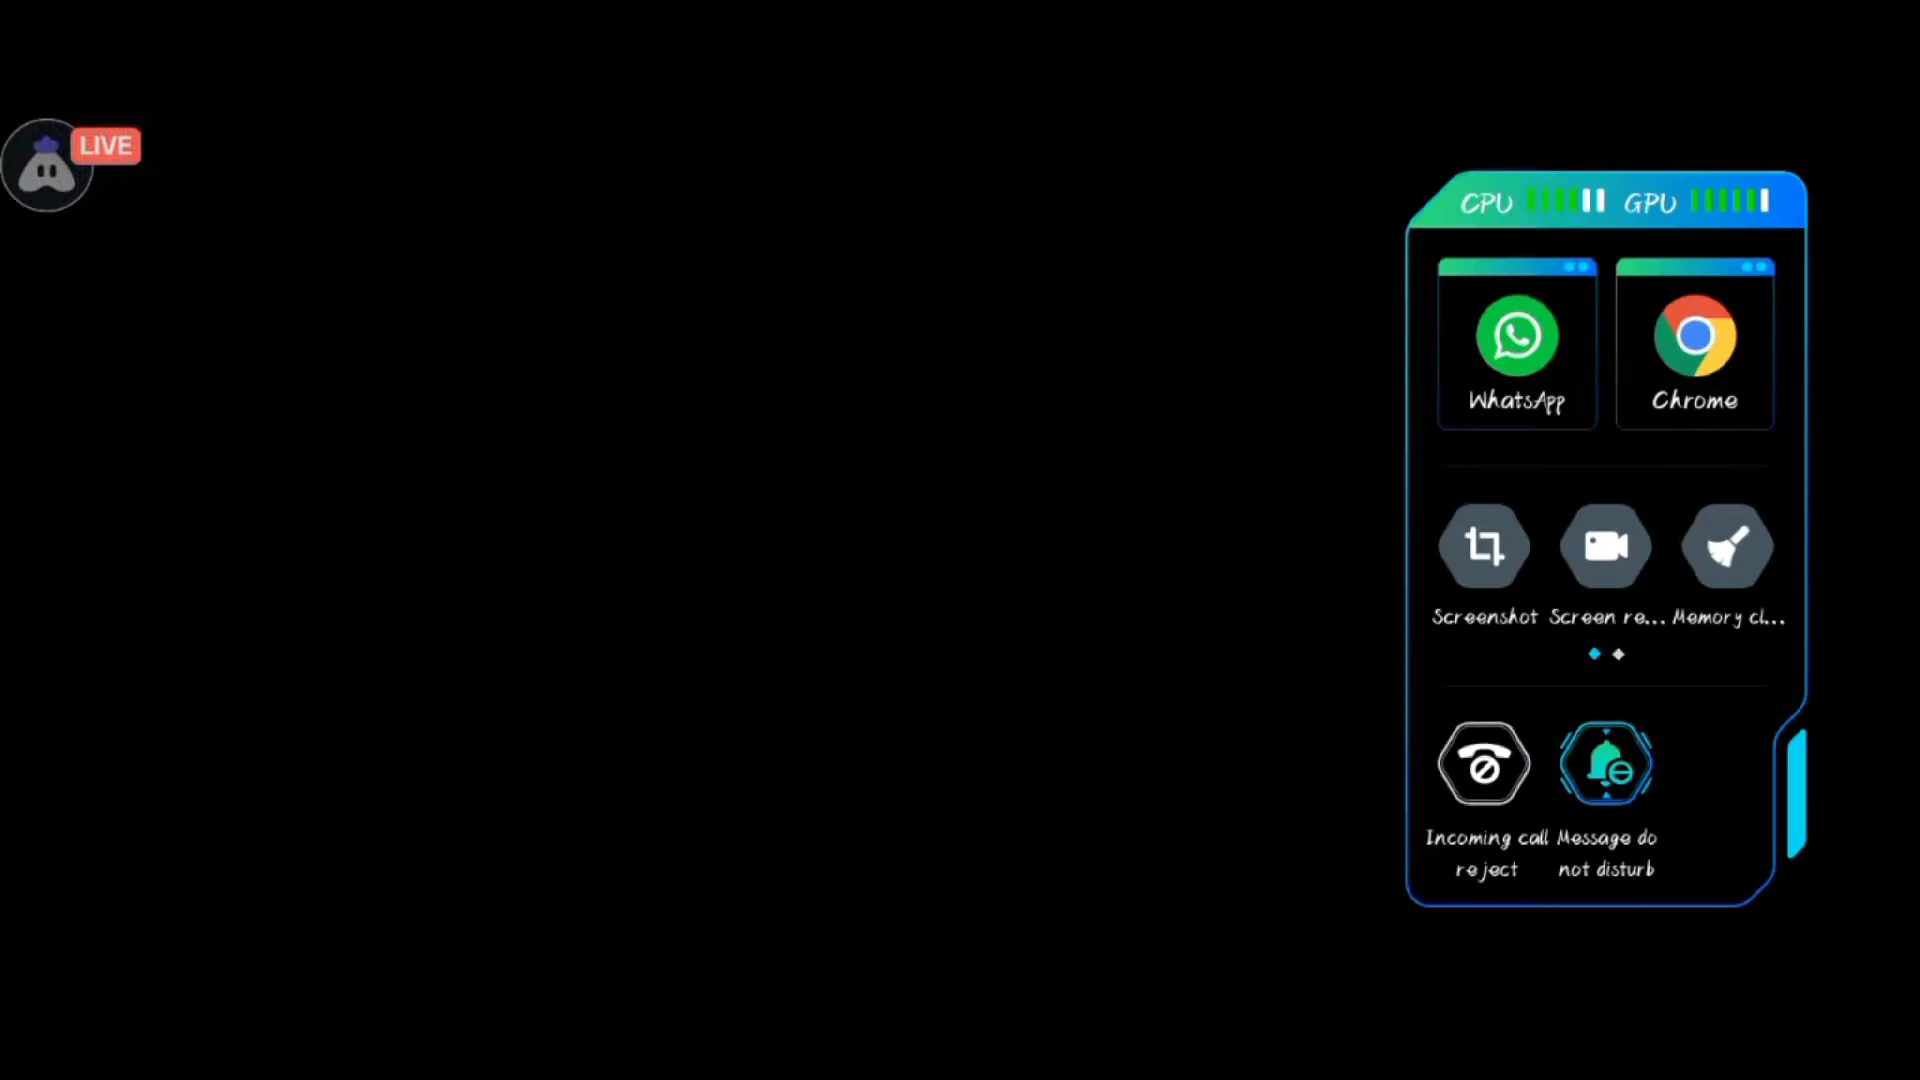 LIVE
CPU GPU
WhatsApp Chrome
Screenshot Screen re... Memory cl...
Incoming call Message do
reject not disturb